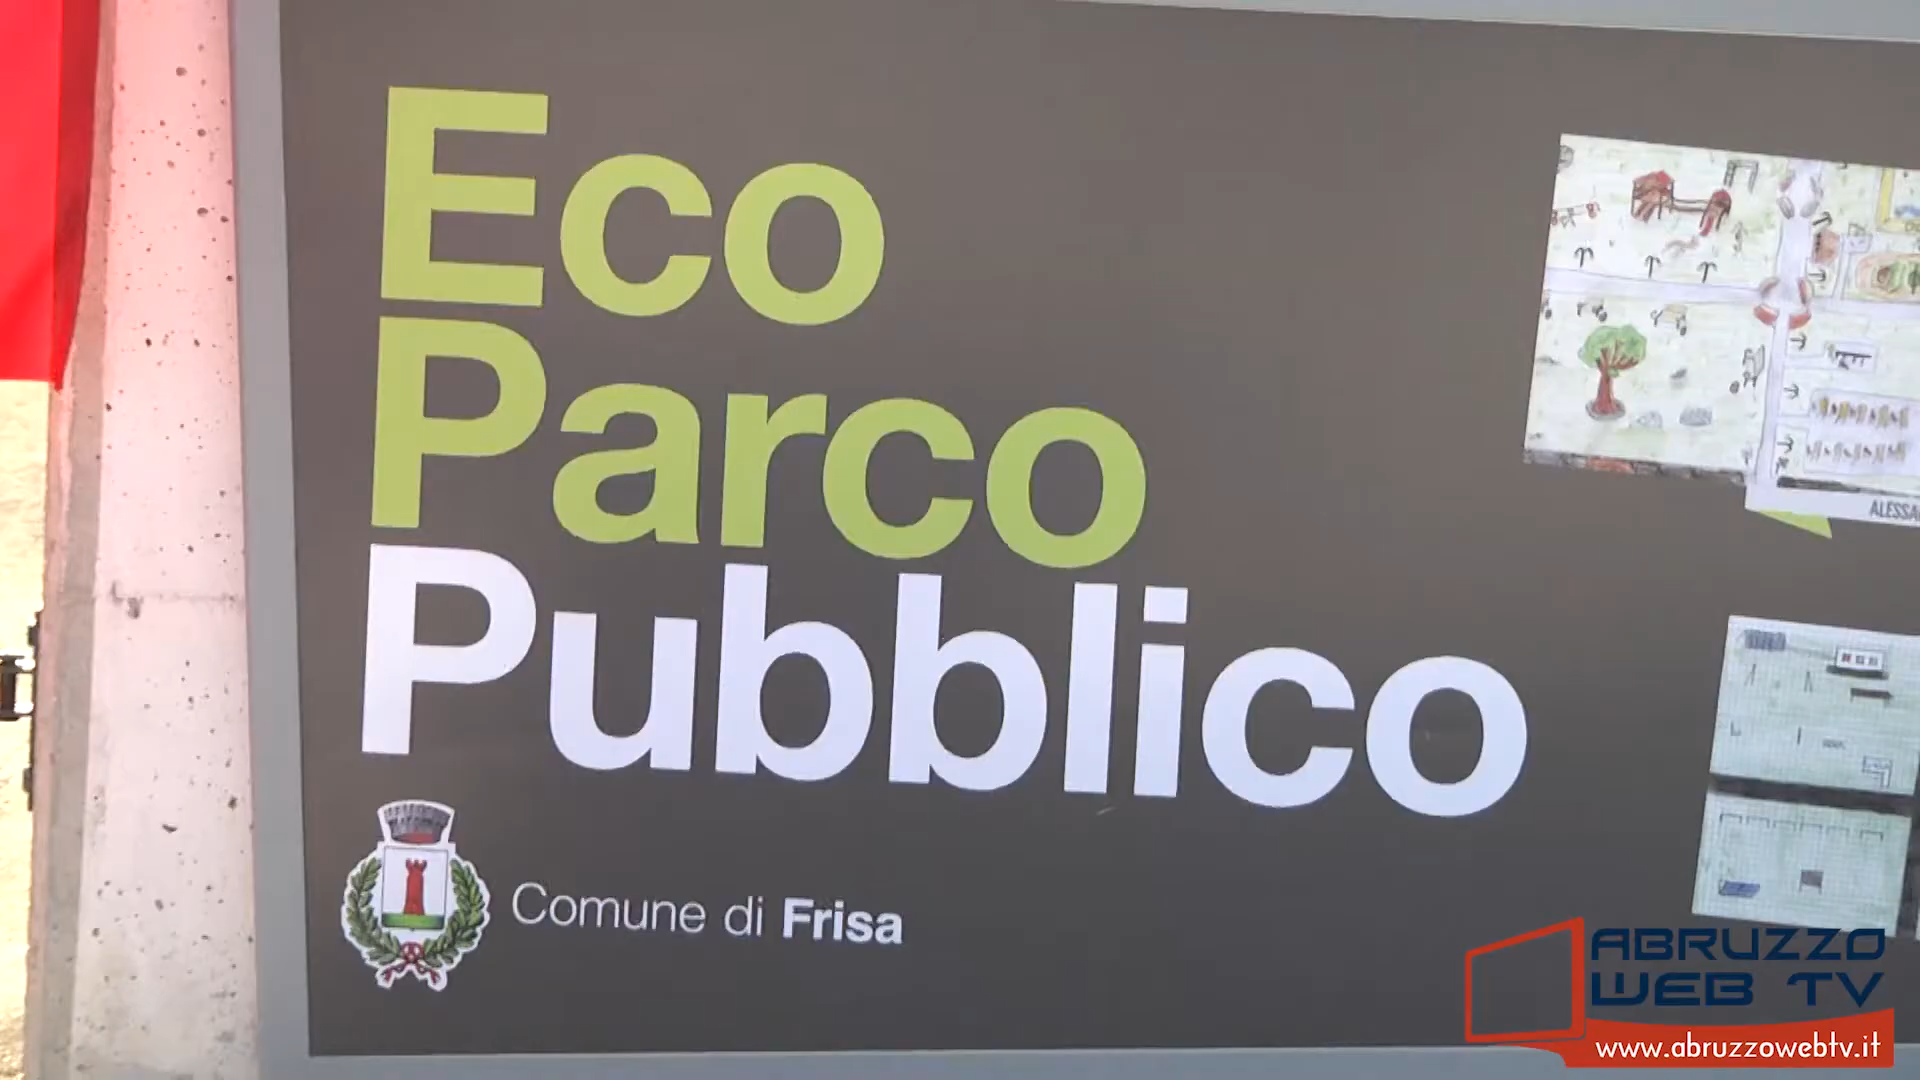 Eco
Parco
Pubblico
Comune di Frisa
ABRUZZO
WEB TV
www.abruzzowebtv.it